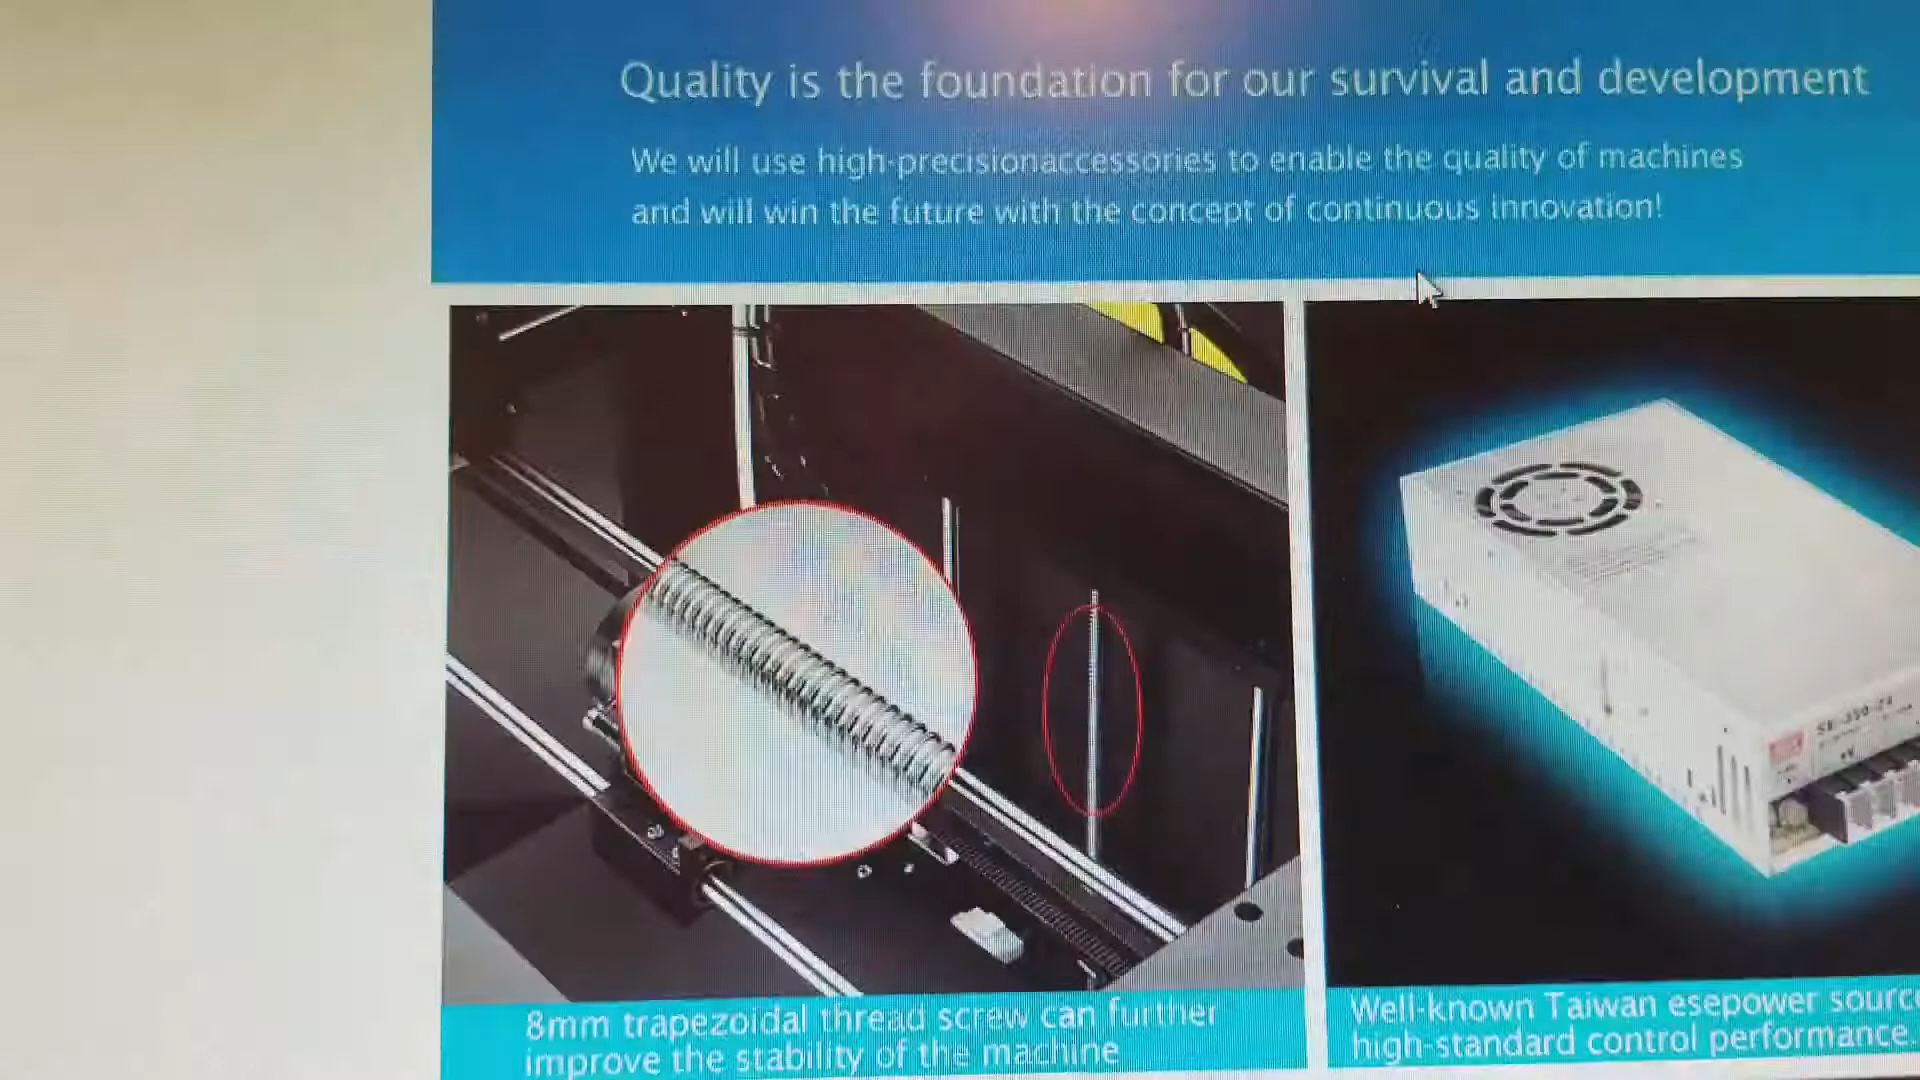 Quality is the foundation for our survival and development
We will use high-precisionaccessories to enable the quality of machines
and will win the future with the concept of continuous innovation!
8mm trapezoidal thread screw can further
improve the stability of the machine
Well-known Taiwan esepower
high-standard control performance.